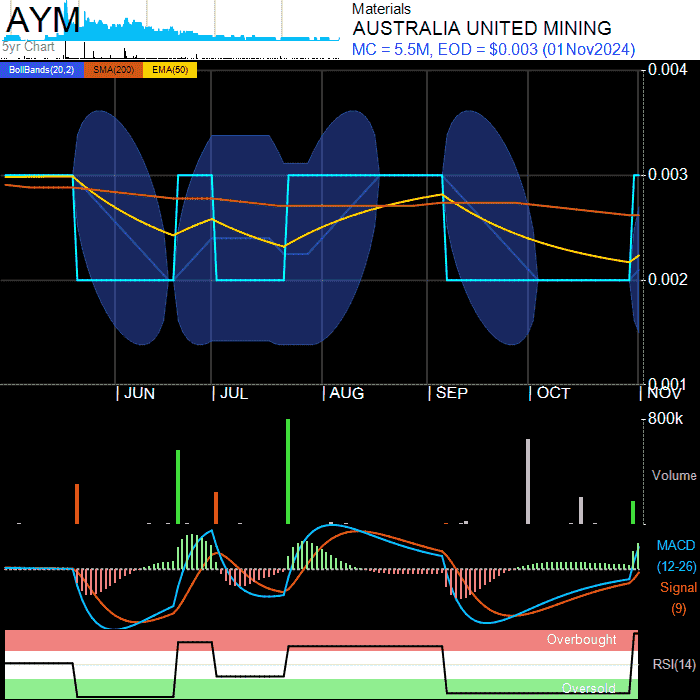 AYM
5yr Chart
Materials
AUSTRALIA UNITED MINING
MC = 5.5M, EOD = $0.003 (01Nov2024)
BollBands(20,2) SMA(200) EMA(50)
0.004
0.003
0.002
0.001
| JUN | JUL | AUG | SEP | OCT | NOV
800k
Volume
MACD
(12-26)
Signal
(9)
Overbought
RSI(14)
Oversold